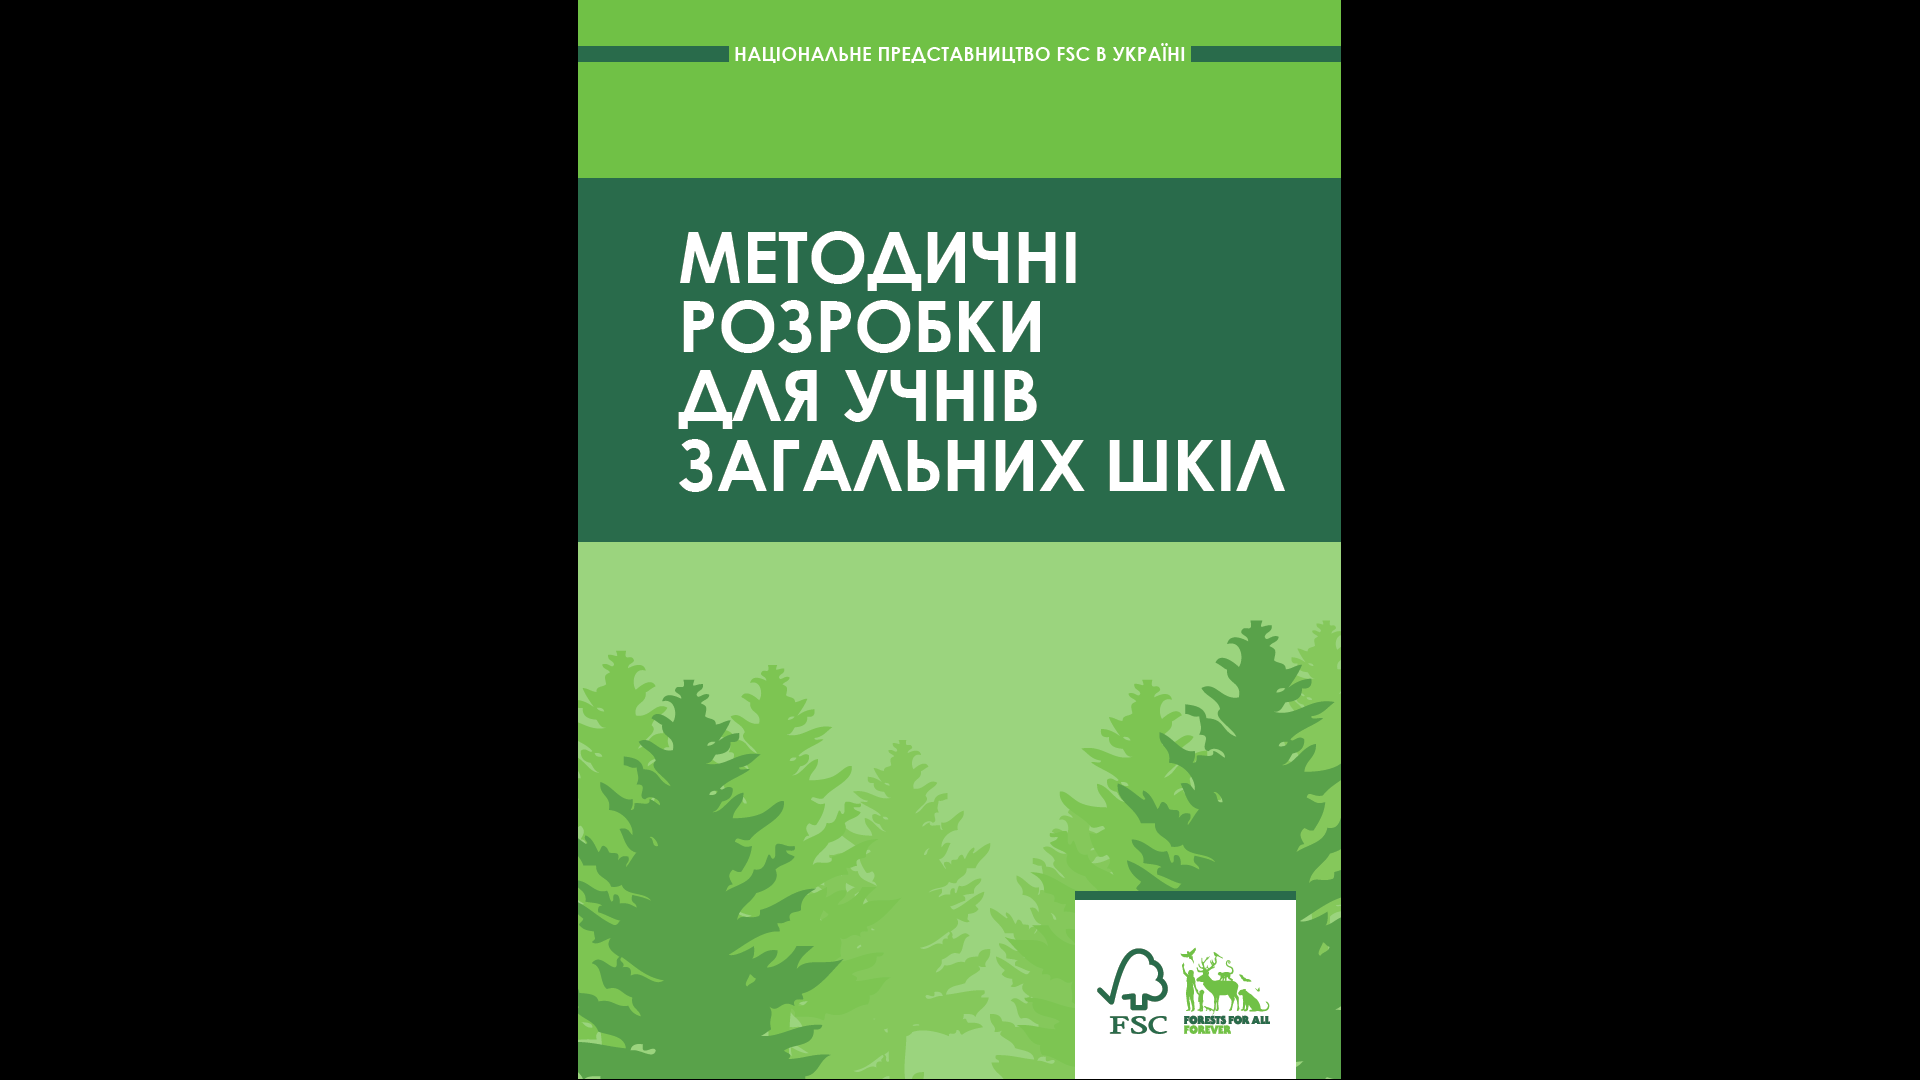 НАЦІОНАЛЬНЕ ПРЕДСТАВНИЦТВО FSC В УКРАЇНІ
МЕТОДИЧНІ
РОЗРОБКИ
ДЛЯ УЧНІВ
ЗАГАЛЬНИХ ШКІЛ
FSC
FORESTS FOR ALL
FOREVER